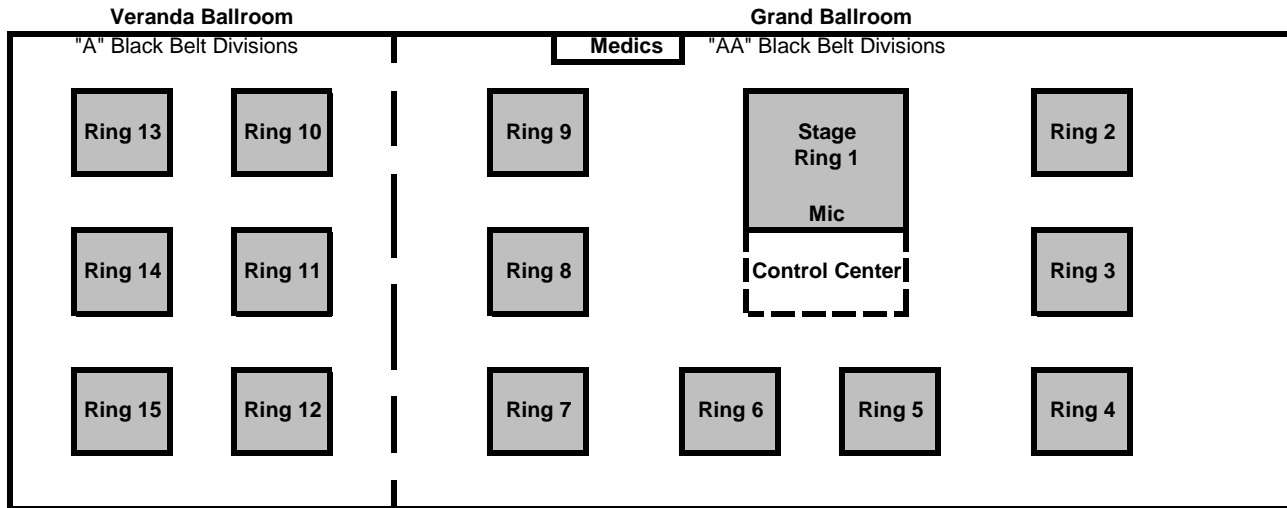 Veranda Ballroom
Grand Ballroom
"A" Black Belt Divisions
Medics
"AA" Black Belt Divisions
Ring 13
Ring 10
Ring 9
Stage
Ring 1
Mic
Ring 2
Ring 14
Ring 11
Ring 8
Control Center
Ring 3
Ring 15
Ring 12
Ring 7
Ring 6
Ring 5
Ring 4